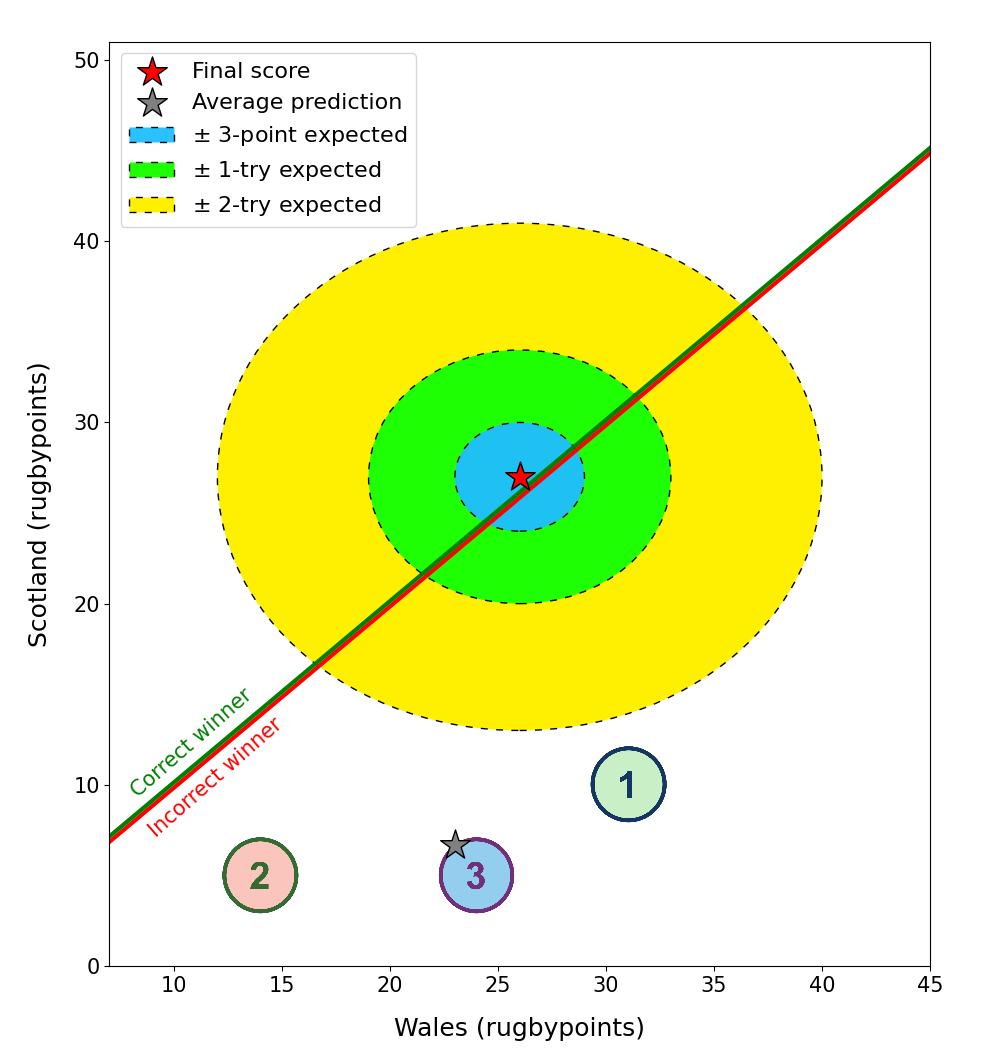 Final score
Average prediction
± 3-point expected
± 1-try expected
± 2-try expected
50
40
30
20
10
0
Scotland (rugbypoints)
Correct winner
Incorrect winner
1
2
3
10
15
20
25
30
35
40
45
Wales (rugbypoints)